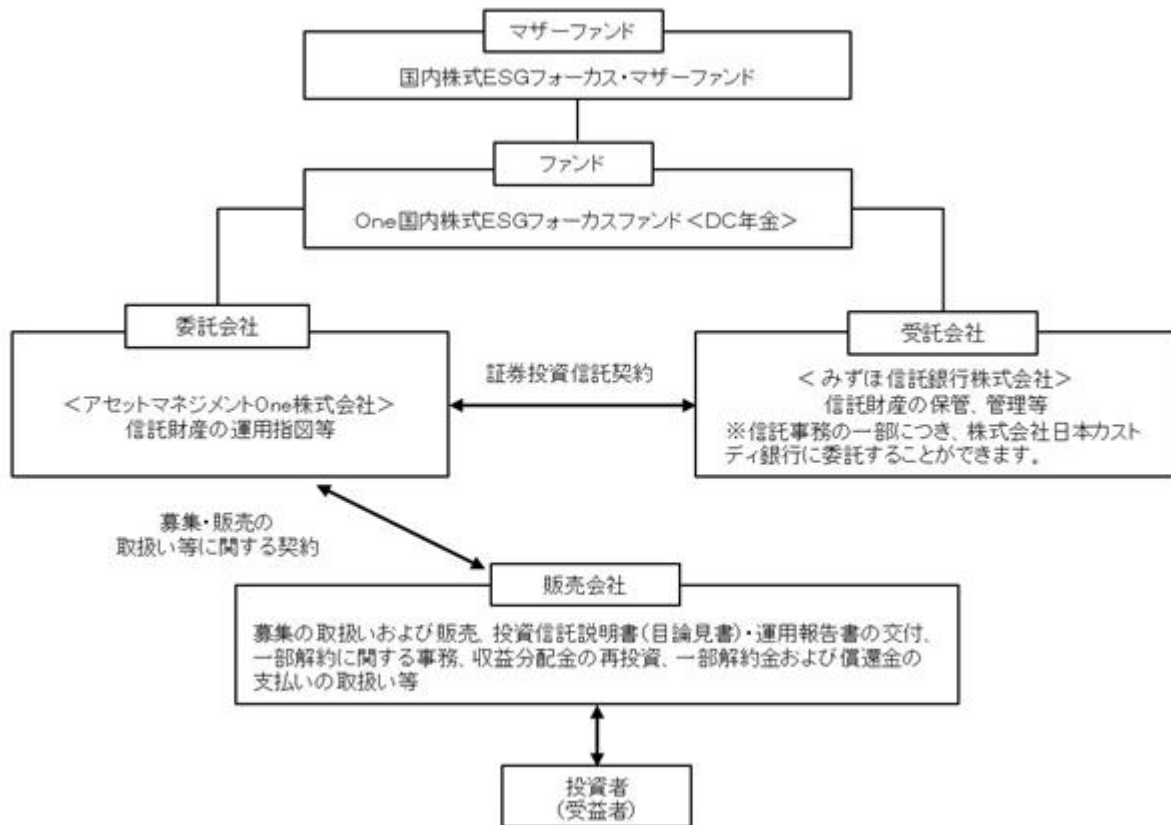 マザーファンド
国内株式ESGフォーカス・マザーファンド
ファンド
One国内株式ESGフォーカスファンド<DC年金>
委託会社
<アセットマネジメントOne株式会社>
信託財産の運用指図等
証券投資信託契約
受託会社
<みずほ信託銀行株式会社>
信託財産の保管、管理等
※信託事務の一部につき、株式会社日本カスト
ディ銀行に委託することができます。
募集・販売の
取扱い等に関する契約
販売会社
募集の取扱いおよび販売、投資信託説明書(目論見書)・運用報告書の交付、
一部解約に関する事務、収益分配金の再投資、一部解約金および償還金の
支払いの取扱い等
投資者
(受益者)